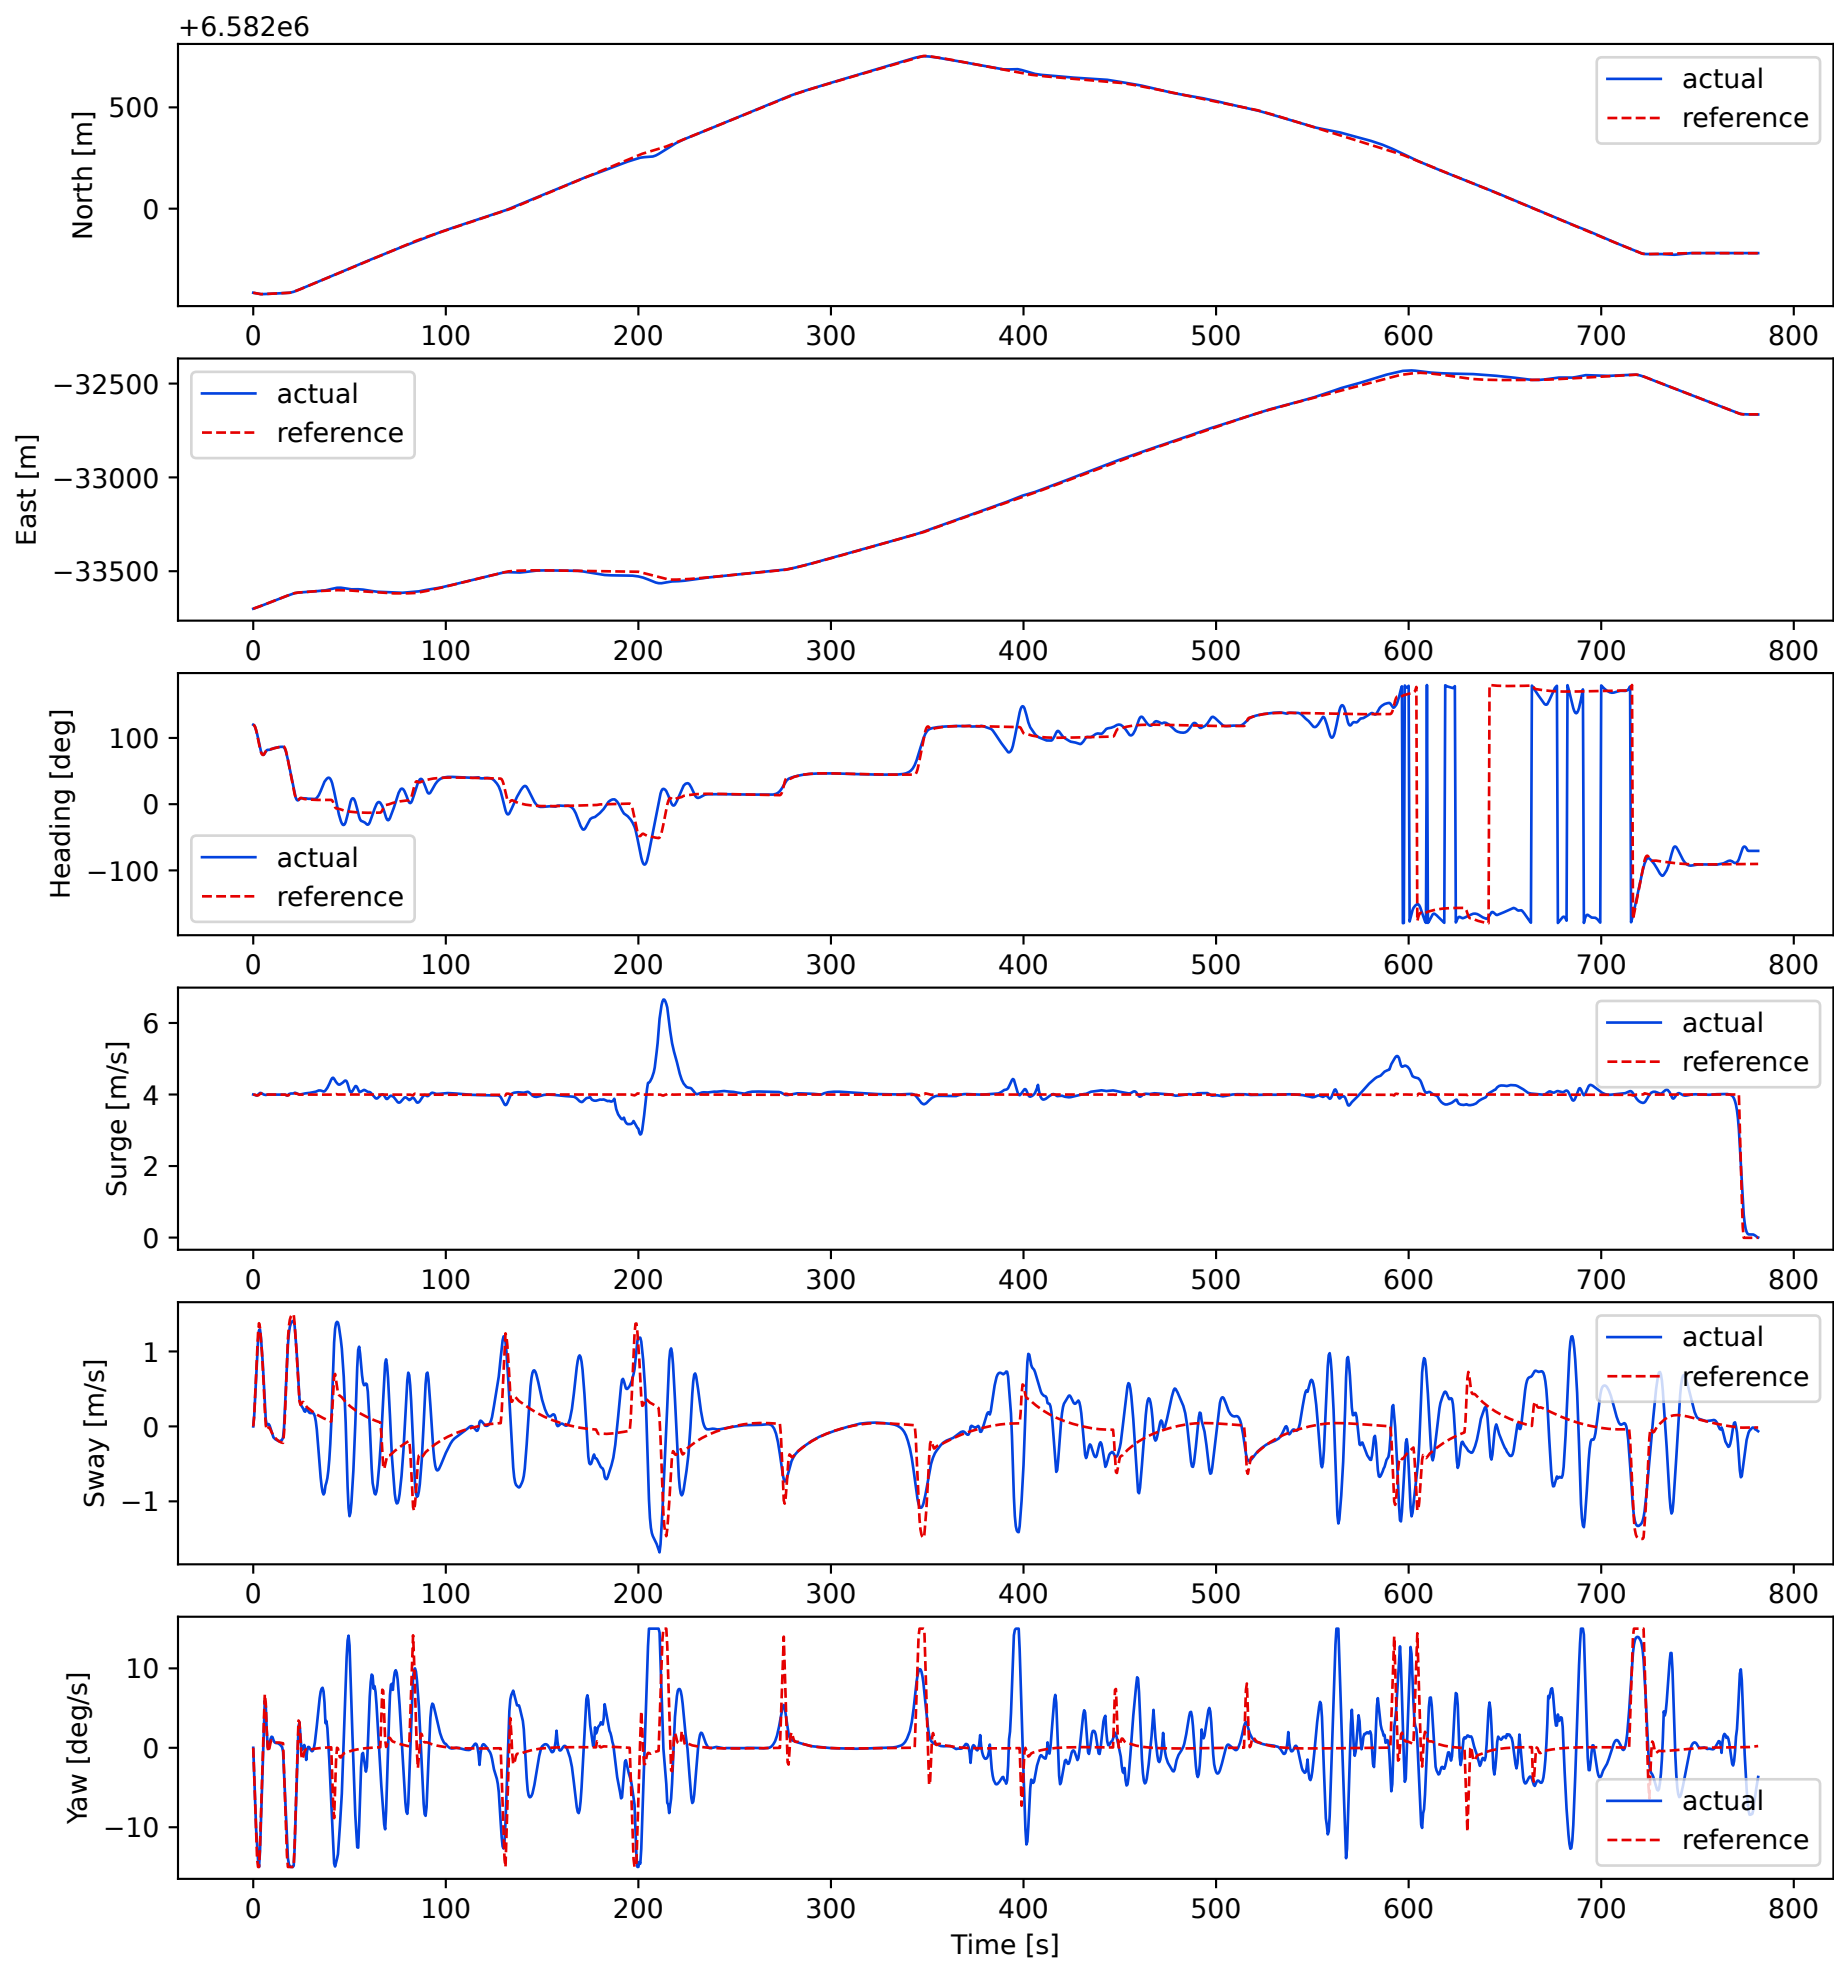 +6.582e6
500
0
North [m]
actual
reference
0 100 200 300 400 500 600 700 800
−32500
−33000
−33500
East [m]
actual
reference
0 100 200 300 400 500 600 700 800
100
0
−100
Heading [deg]
actual
reference
0 100 200 300 400 500 600 700 800
6
4
2
0
Surge [m/s]
actual
reference
0 100 200 300 400 500 600 700 800
1
0
−1
Sway [m/s]
actual
reference
0 100 200 300 400 500 600 700 800
10
0
−10
Yaw [deg/s]
actual
reference
0 100 200 300 400 500 600 700 800
Time [s]